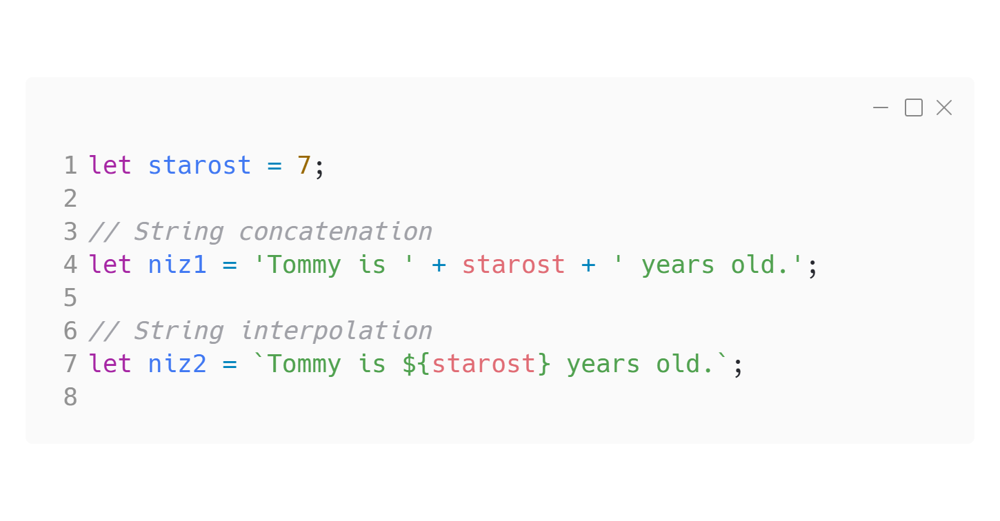 1 let starost = 7;
2
3 // String concatenation
4 let niz1 = 'Tommy is ' + starost + ' years old.';
5
6 // String interpolation
7 let niz2 = `Tommy is ${starost} years old.`;
8